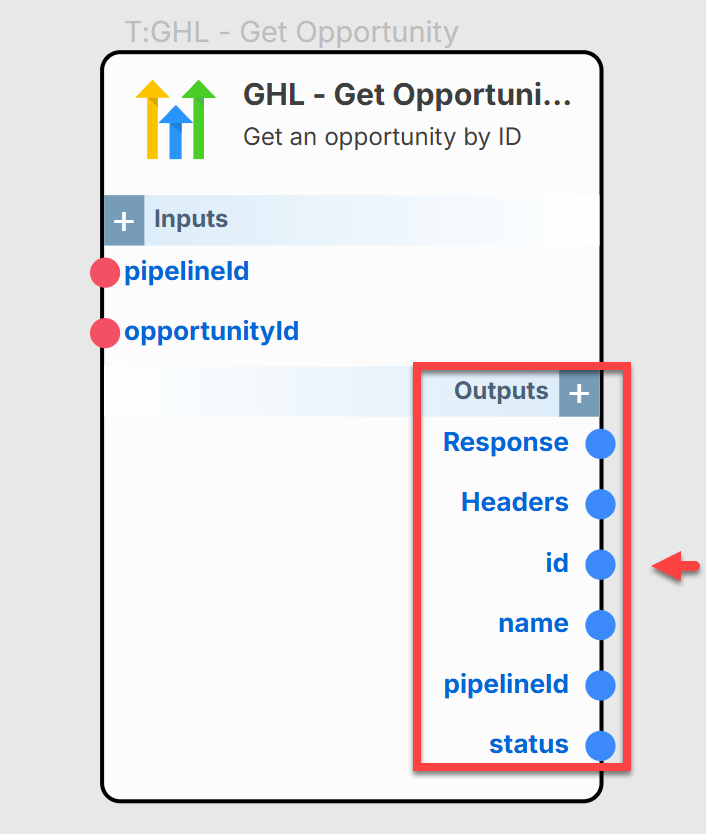 T:GHL - Get Opportunity
GHL - Get Opportuni...
Get an opportunity by ID
+ Inputs
pipelineId
opportunityId
Outputs +
Response
Headers
id
name
pipelineId
status